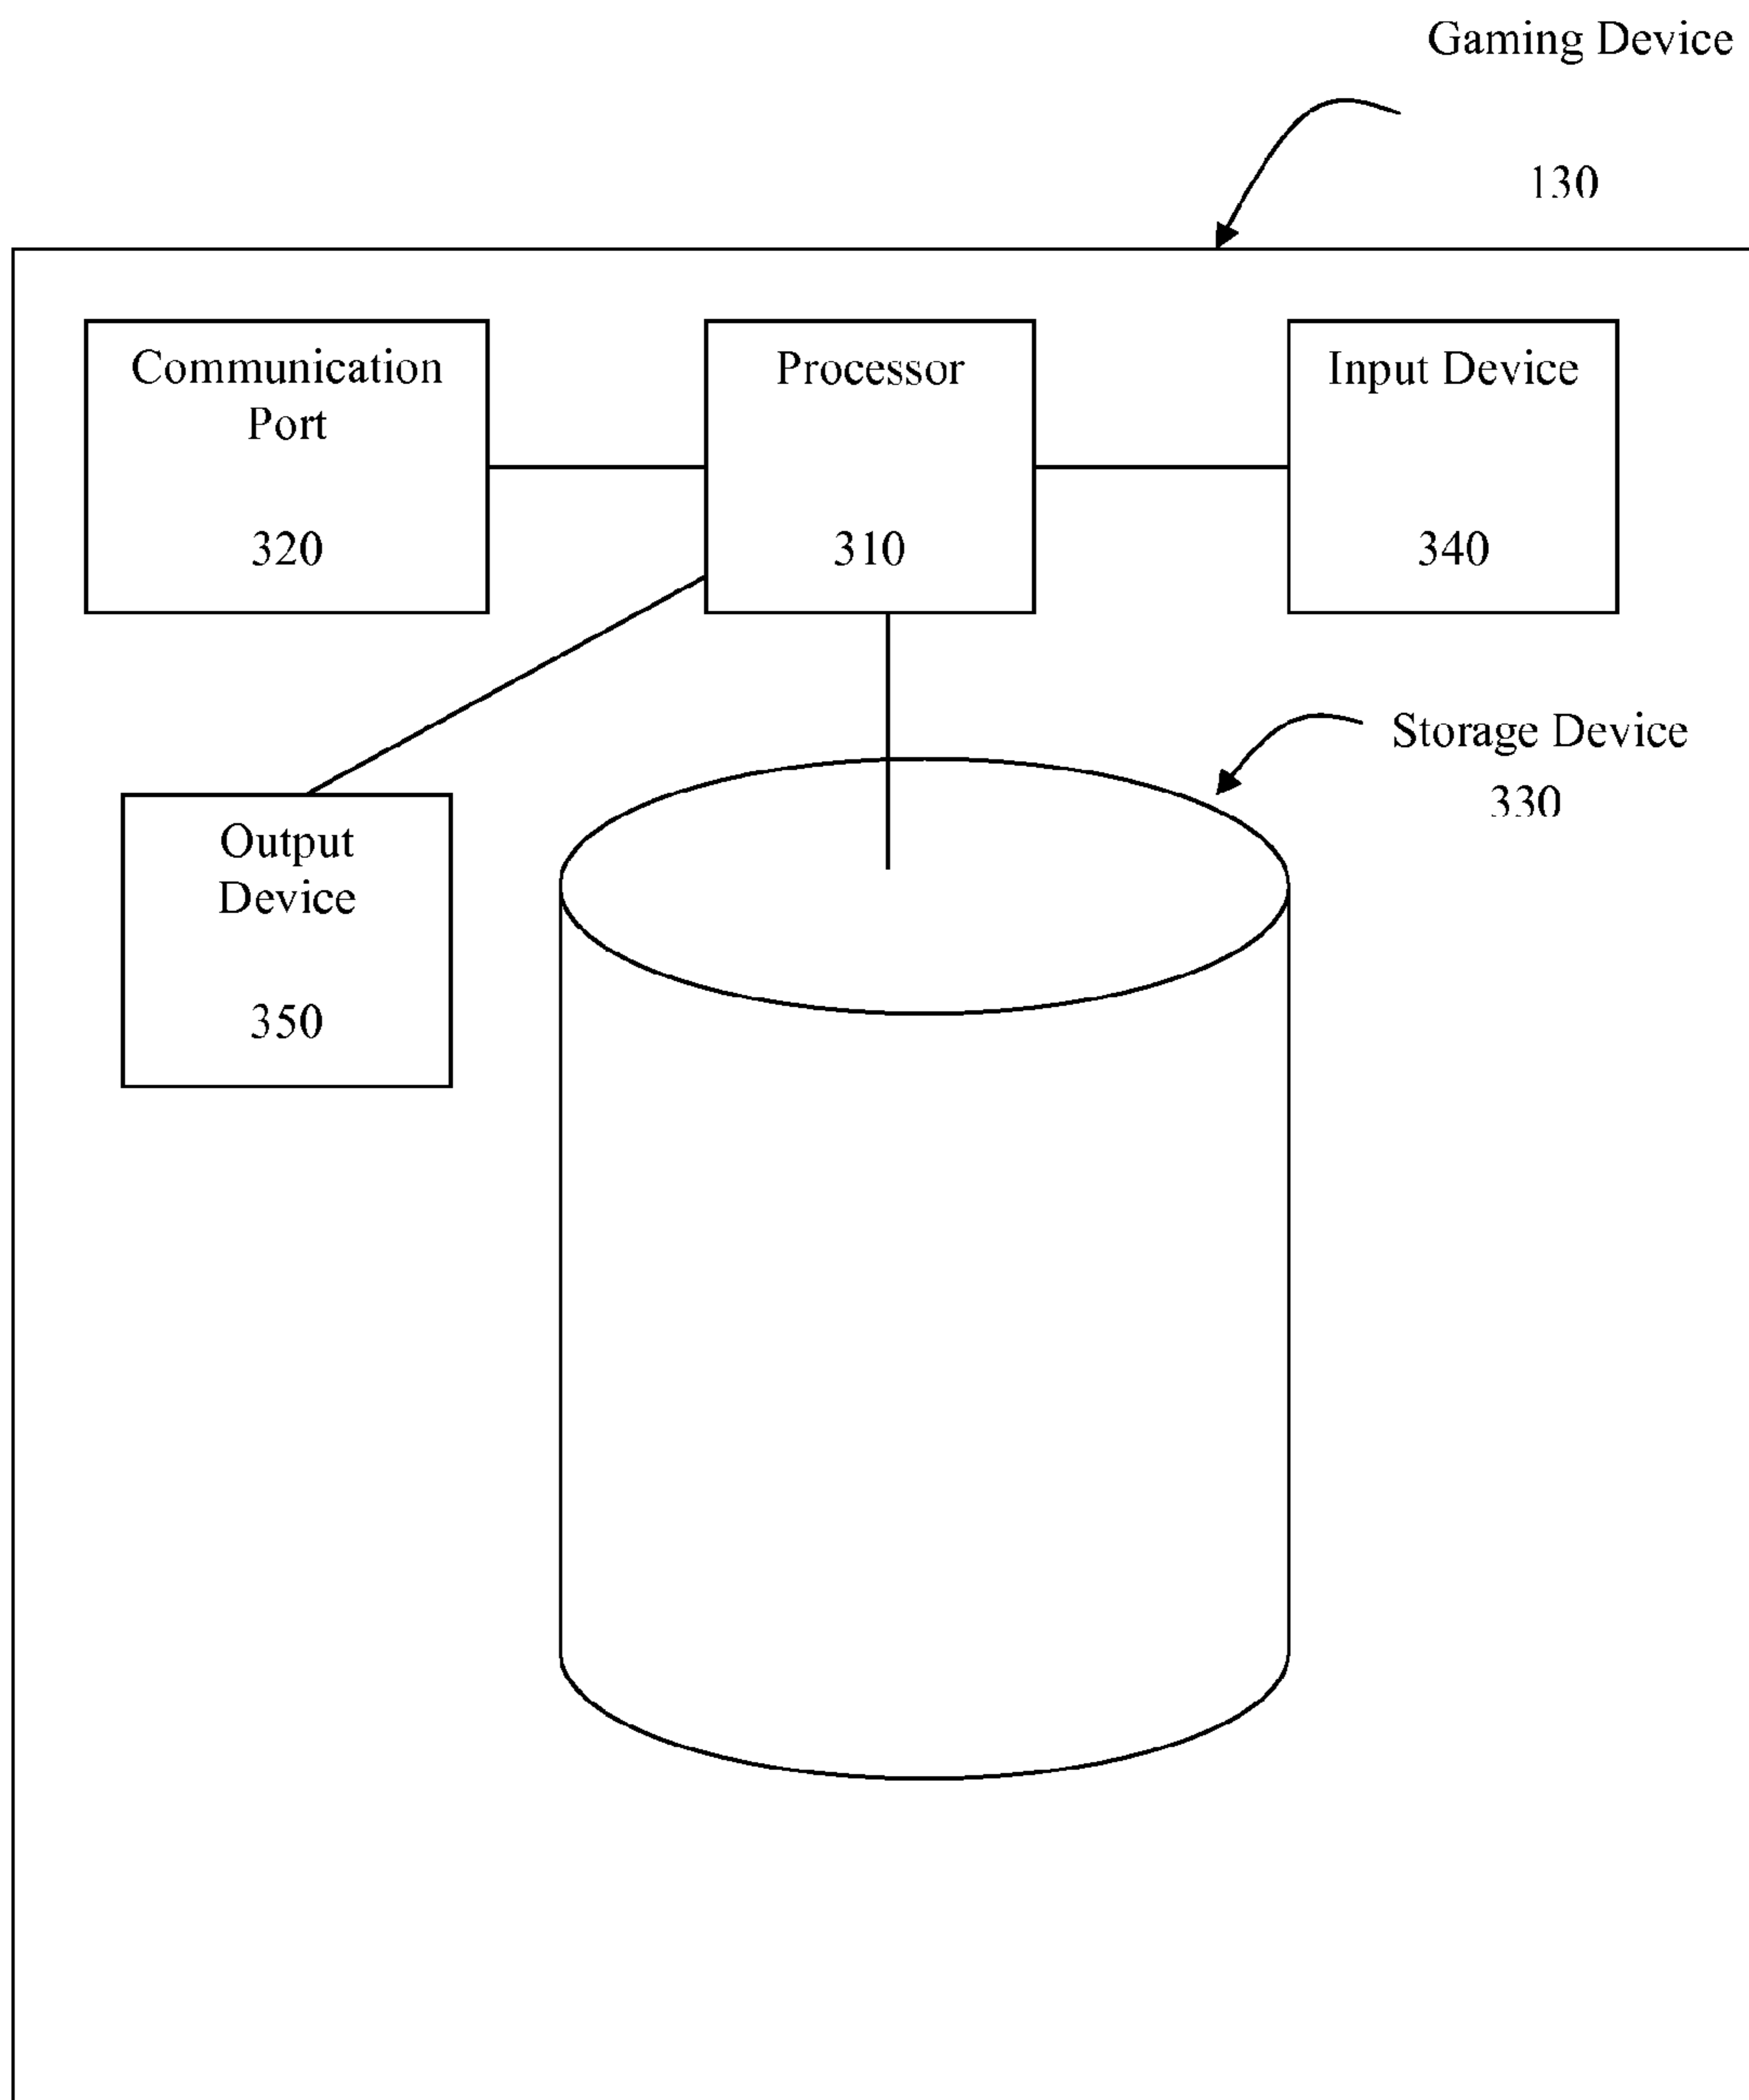 Gaming Device
130
Communication
Port
320
Processor
310
Input Device
340
Storage Device
330
Output
Device
350